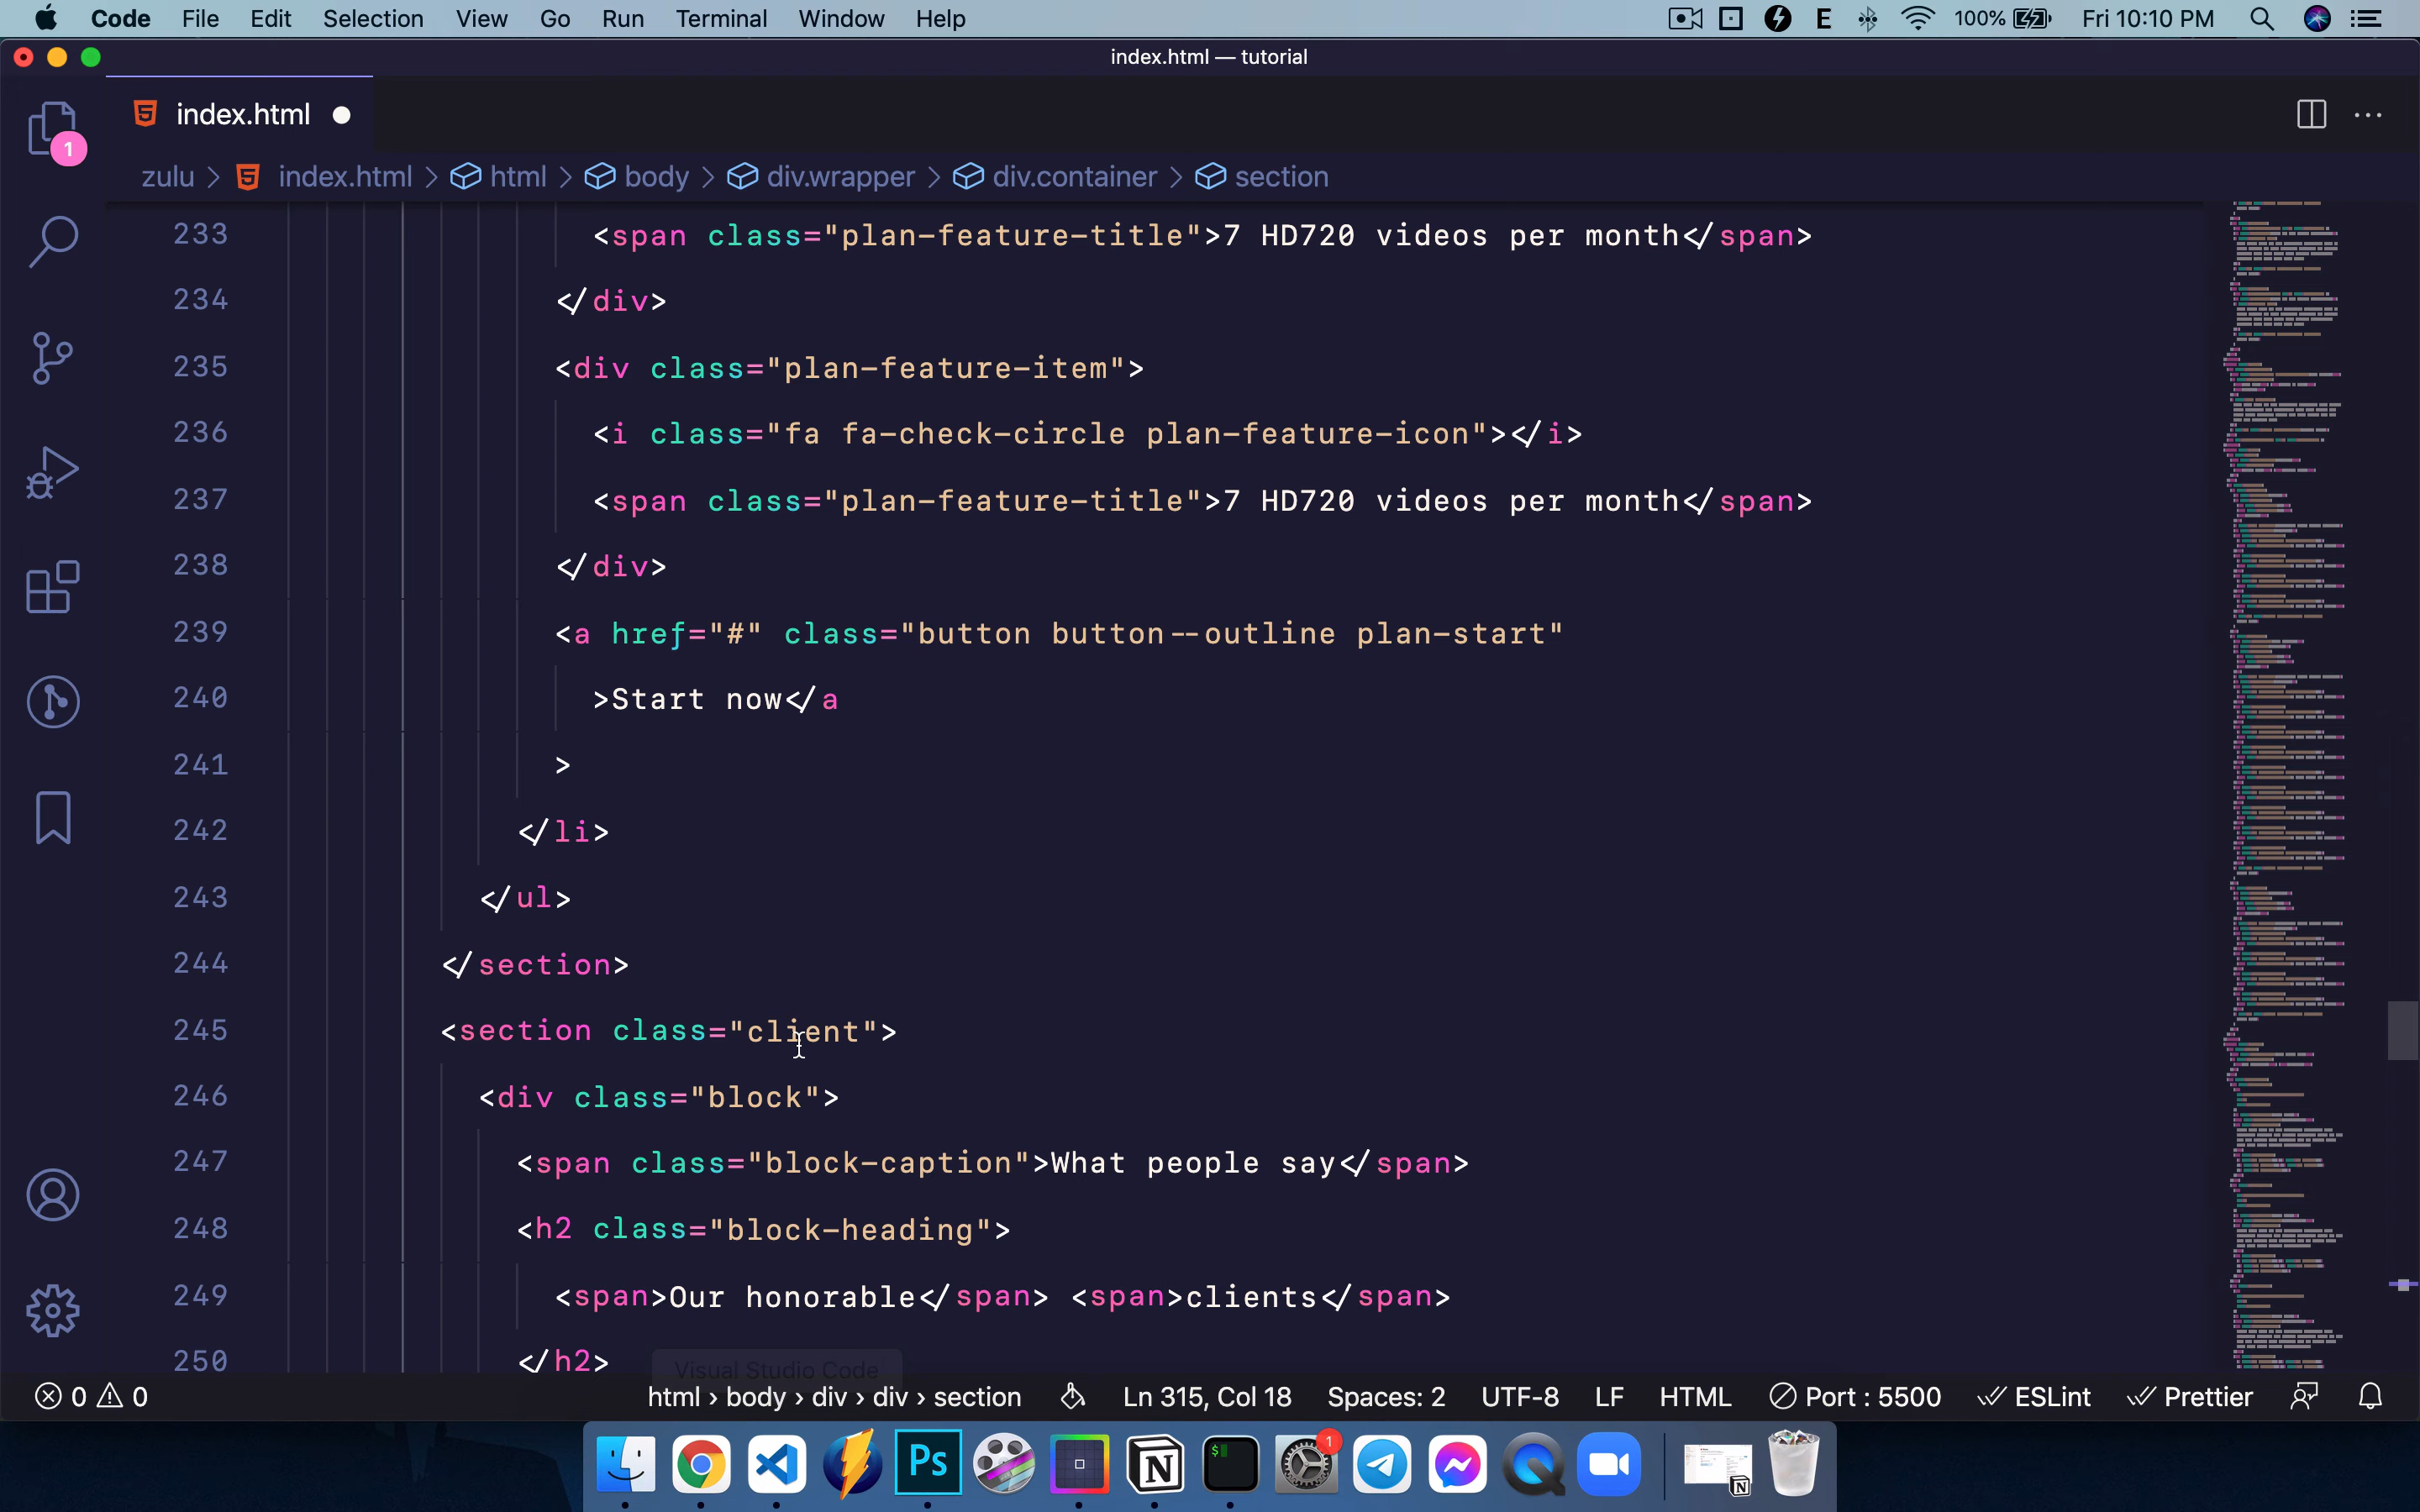 Code File Edit Selection View Go Run Terminal Window Help E 100% Fri 10:10 PM
index.html — tutorial
index.html
1
zulu > index.html > html > body > div.wrapper > div.container > section
233 <span class="plan-feature-title">7 HD720 videos per month</span>
234 </div>
235 <div class="plan-feature-item">
236 <i class="fa fa-check-circle plan-feature-icon"></i>
237 <span class="plan-feature-title">7 HD720 videos per month</span>
238 </div>
239 <a href="#" class="button button--outline plan-start"
240 >Start now</a
241 >
242 </li>
243 </ul>
244 </section>
245 <section class="client">
246 <div class="block">
247 <span class="block-caption">What people say</span>
248 <h2 class="block-heading">
249 <span>Our honorable</span> <span>clients</span>
250 </h2>
Visual Studio Code
0 0 html › body › div › div › section Ln 315, Col 18 Spaces: 2 UTF-8 LF HTML Port : 5500 ESLint Prettier
Ps N $ 1